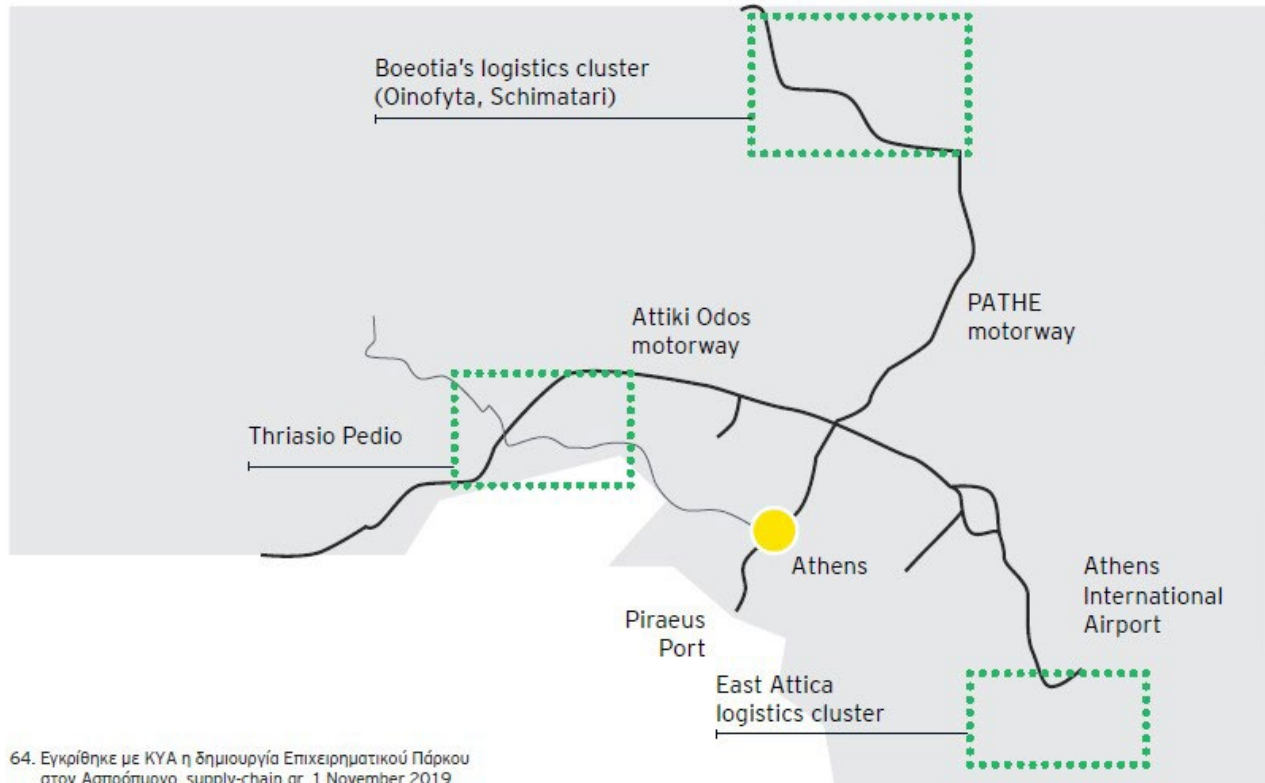 Boeotia's logistics cluster
(Oinofyta, Schimatari)
Attiki Odos
motorway
PATHE
motorway
Thriasio Pedio
Athens
Athens
International
Airport
Piraeus
Port
East Attica
logistics cluster
64. Εγκρίθηκε με ΚΥΑ η δημιουργία Επιχειρηματικού Πάρκου
στον Ασπρόπυργο, supply-chain.gr, 1 November 2019